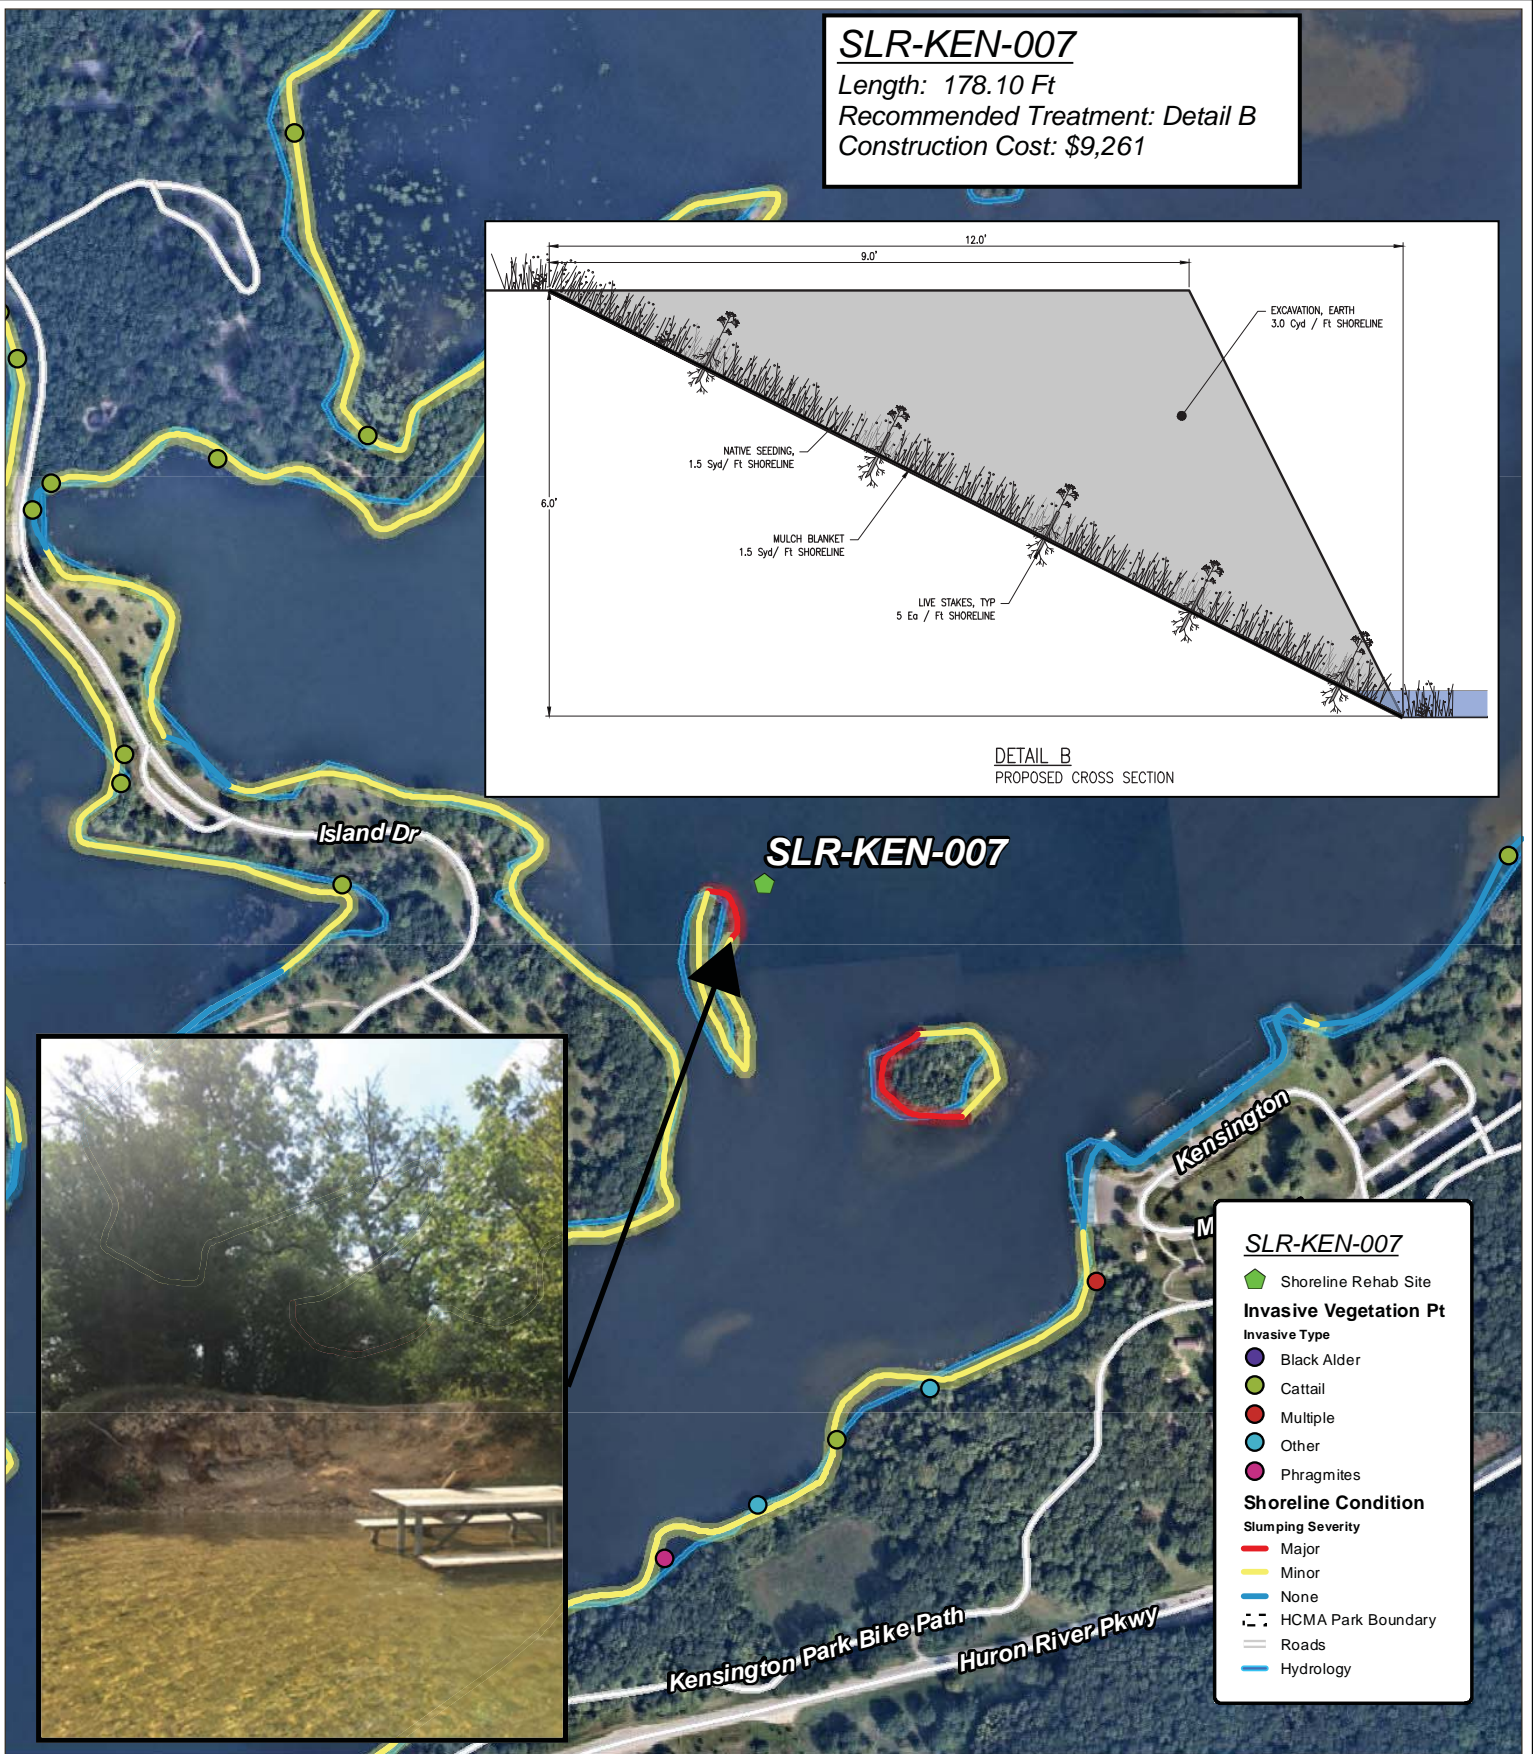 SLR-KEN-007
Length: 178.10 Ft
Recommended Treatment: Detail B
Construction Cost: $9,261
12.0'
9.0'
EXCAVATION, EARTH
3.0 Cyd / Ft SHORELINE
NATIVE SEEDING,
1.5 Syd/ Ft SHORELINE
6.0'
MULCH BLANKET
1.5 Syd/ Ft SHORELINE
LIVE STAKES, TYP
5 Ea / Ft SHORELINE
DETAIL B
PROPOSED CROSS SECTION
Island Dr
SLR-KEN-007
Kensington
M
Kensington Park Bike Path
Huron River Pkwy
SLR-KEN-007
Shoreline Rehab Site
Invasive Vegetation Pt
Invasive Type
Black Alder
Cattail
Multiple
Other
Phragmites
Shoreline Condition
Slumping Severity
Major
Minor
None
HCMA Park Boundary
Roads
Hydrology